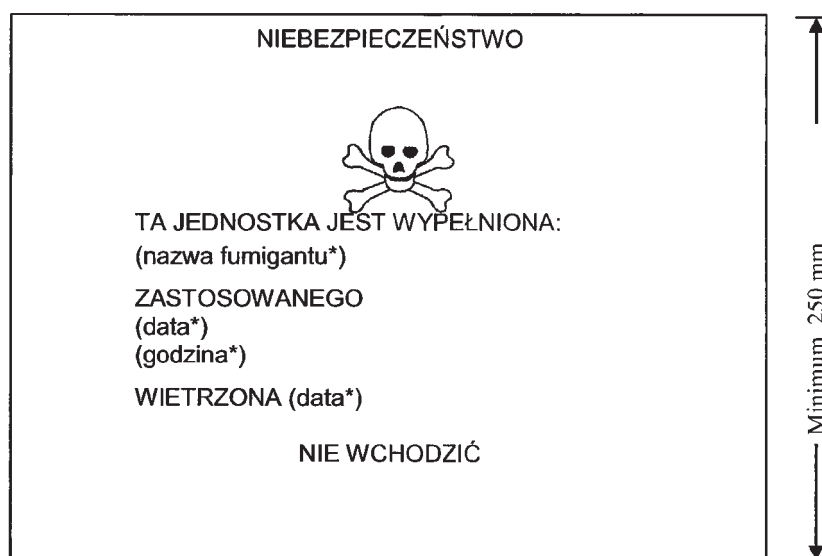 NIEBEZPIECZEŃSTWO
TA JEDNOSTKA JEST WYPEŁNIONA:
(nazwa fumigantu*)
ZASTOSOWANEGO
(data*)
(godzina*)
WIETRZONA (data*)
NIE WCHODZIĆ
Minimum 250 mm